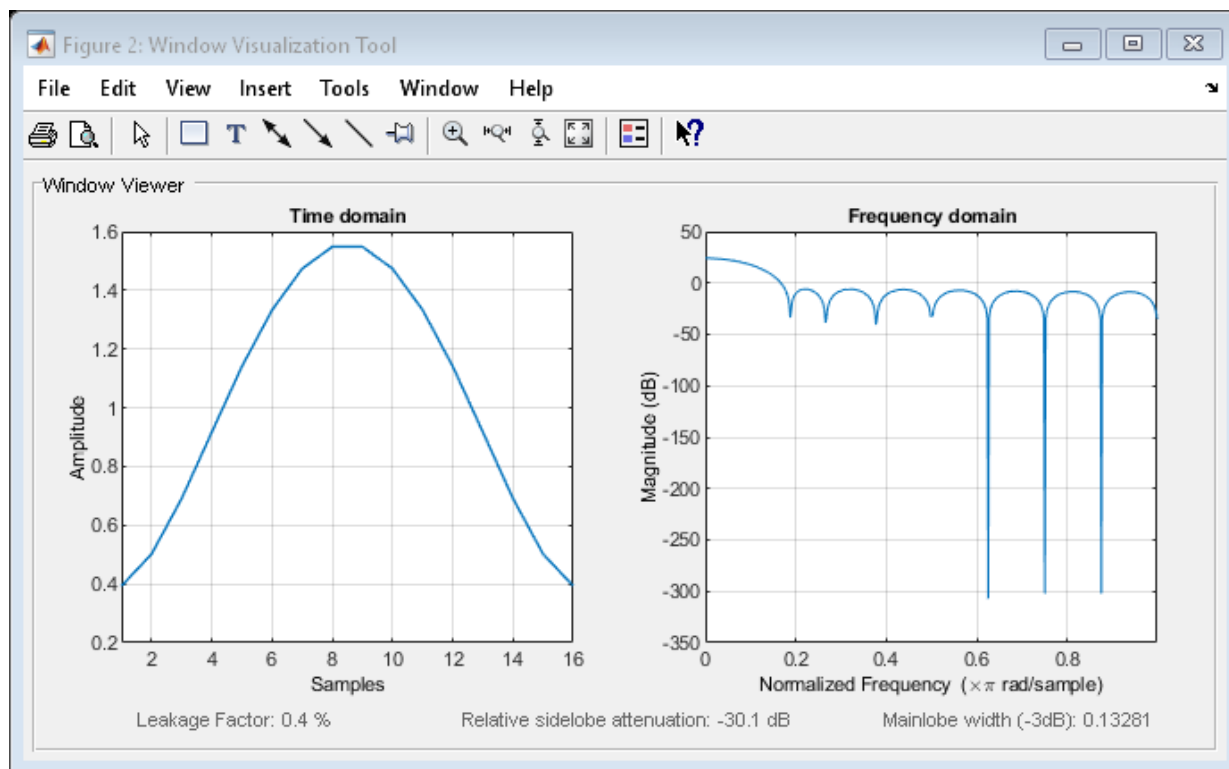 Figure 2: Window Visualization Tool
File Edit View Insert Tools Window Help
T
?
Window Viewer
Time domain
1.6
1.4
1.2
1
0.8
0.6
0.4
0.2
Amplitude
2 4 6 8 10 12 14 16
Samples
Frequency domain
50
0
-50
-100
-150
-200
-250
-300
-350
Magnitude (dB)
0 0.2 0.4 0.6 0.8
Normalized Frequency (×π rad/sample)
Leakage Factor: 0.4 % Relative sidelobe attenuation: -30.1 dB Mainlobe width (-3dB): 0.13281